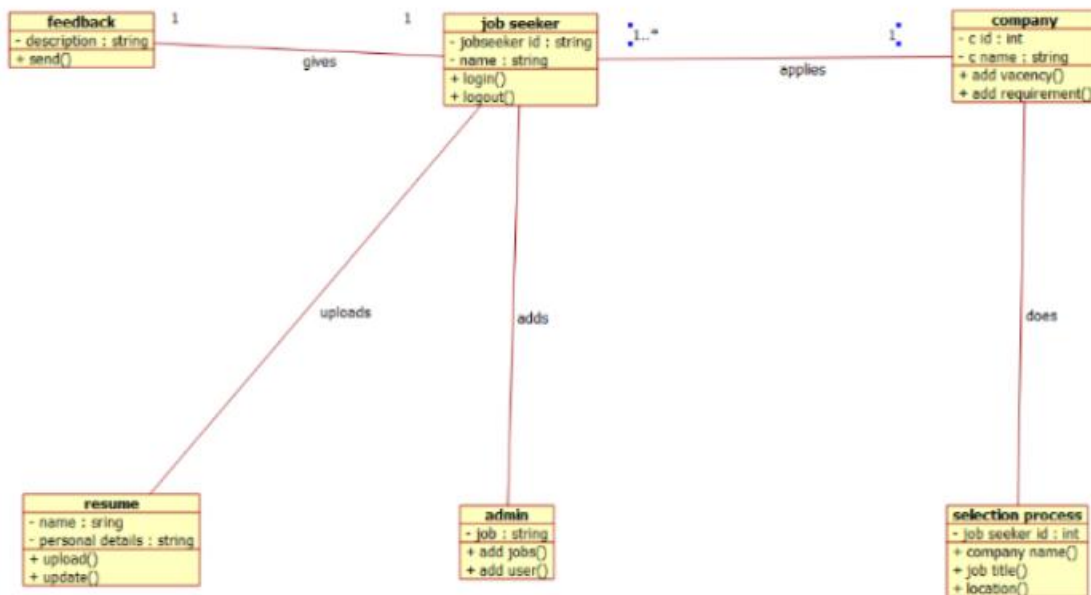 feedback
- description : string
+ send()
1
1
gives
job seeker
- jobseeker id : string
- name : string
+ login()
+ logout()
1..*
1
applies
company
- c id : int
- c name : string
+ add vacency()
+ add requirement()
uploads
adds
does
resume
- name : sring
- personal details : string
+ upload()
+ update()
admin
- job : string
+ add jobs()
+ add user()
selection process
- job seeker id : int
+ company name()
+ job title()
+ location()